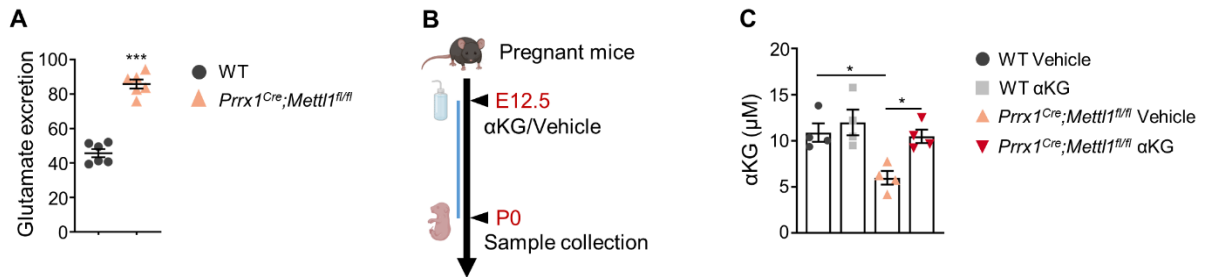 A
Glutamate excretion
100
80
60
40
20
0
***
WT
Prrx1Cre;Mettl1fl/fl
B
Pregnant mice
E12.5
αKG/Vehicle
P0
Sample collection
C
αKG (μM)
20
15
10
5
0
*
*
WT Vehicle
WT αKG
Prrx1Cre;Mettl1fl/fl Vehicle
Prrx1Cre;Mettl1fl/fl αKG